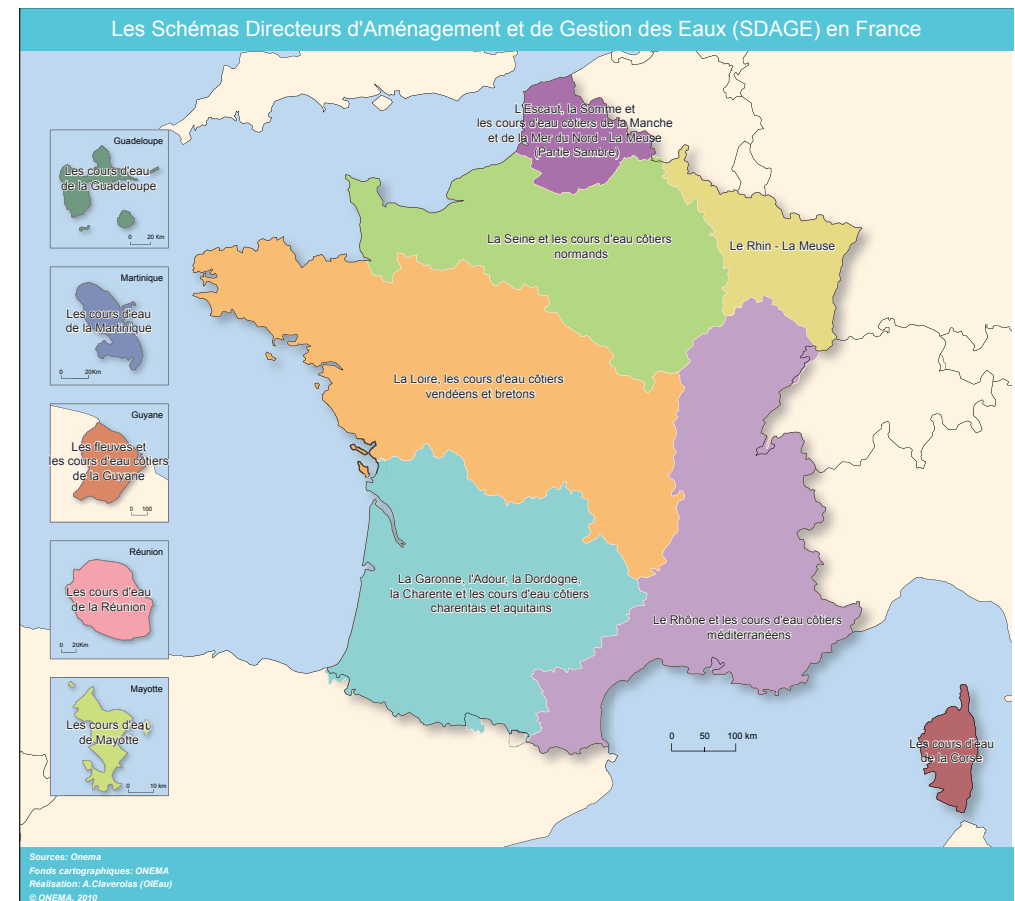 Les Schémas Directeurs d'Aménagement et de Gestion des Eaux (SDAGE) en France
L'Escaut, la Somme et
les cours d'eau côtiers de la Manche
et de la Mer du Nord - La Meuse
(Partie Sambre)
Guadeloupe
Les cours d'eau
de la Guadeloupe
0 20 Km
La Seine et les cours d'eau côtiers
normands
Le Rhin - La Meuse
Martinique
Les cours d'eau
de la Martinique
0 20Km
La Loire, les cours d'eau côtiers
vendéens et bretons
Guyane
Les fleuves et
les cours d'eau côtiers
de la Guyane
0 100
Réunion
Les cours d'eau
de la Réunion
0 20Km
La Garonne, l'Adour, la Dordogne,
la Charente et les cours d'eau côtiers
charentais et aquitains
Le Rhône et les cours d'eau côtiers
méditerranéens
Mayotte
Les cours d'eau
de Mayotte
0 10 km
0 50 100 km
Les cours d'eau
de la Corse
Sources: Onema
Fonds cartographiques: ONEMA
Réalisation: A.Claverolas (OIEau)
© ONEMA, 2010